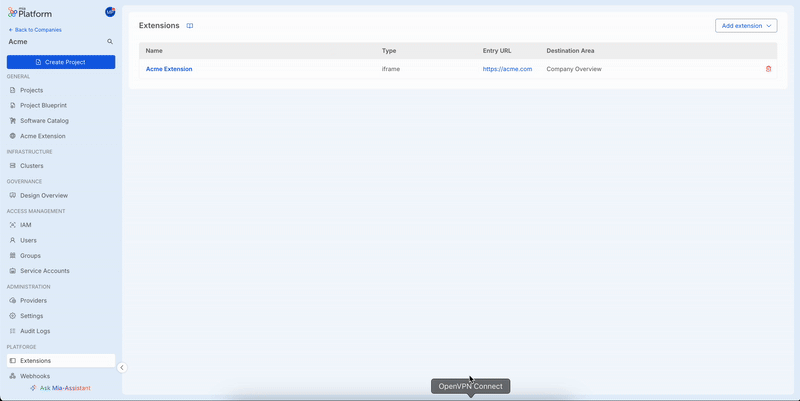 mia
Platform
MP
Back to Companies
Acme
Create Project
GENERAL
Projects
Project Blueprint
Software Catalog
Acme Extension
INFRASTRUCTURE
Clusters
GOVERNANCE
Design Overview
ACCESS MANAGEMENT
IAM
Users
Groups
Service Accounts
ADMINISTRATION
Providers
Settings
Audit Logs
PLATFORGE
Extensions
Webhooks
Ask Mia-Assistant
Extensions
Add extension
Name Type Entry URL Destination Area
Acme Extension iframe https://acme.com Company Overview
OpenVPN Connect